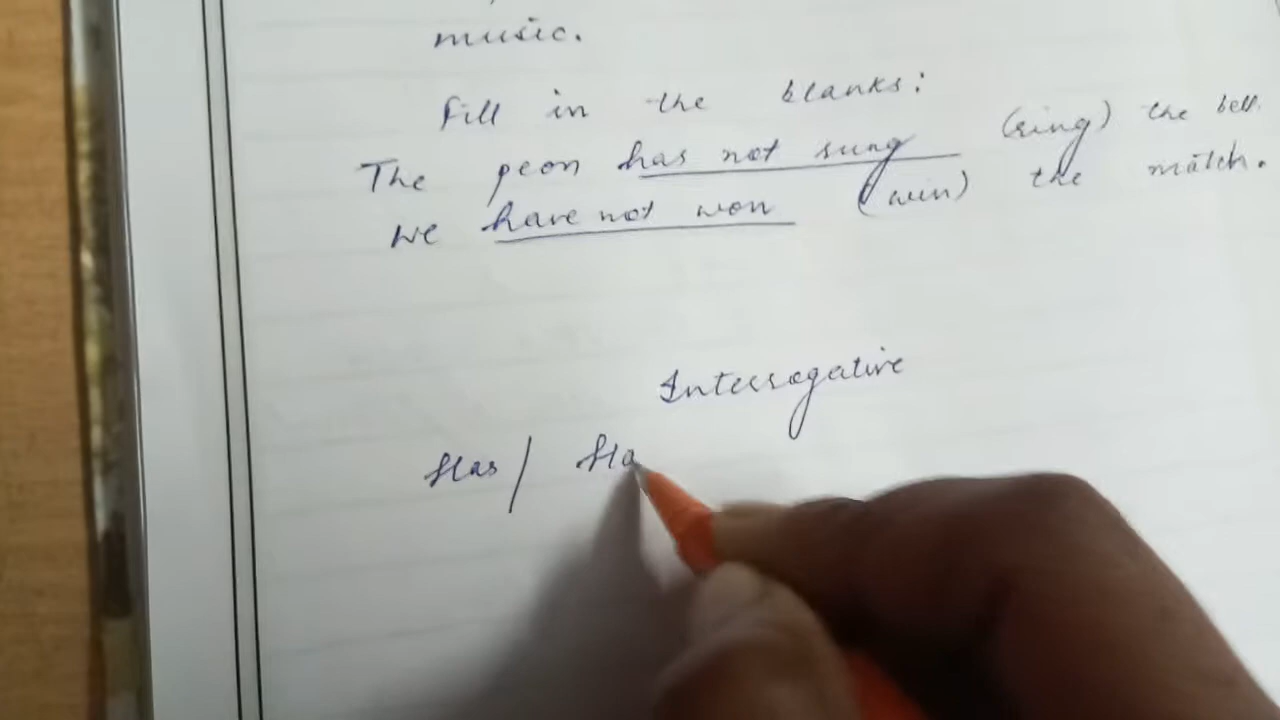 music.
Fill in the blanks:
The peon has not sung (ring) the bell.
We have not won (win) the match.
Interrogative
Has / Ha